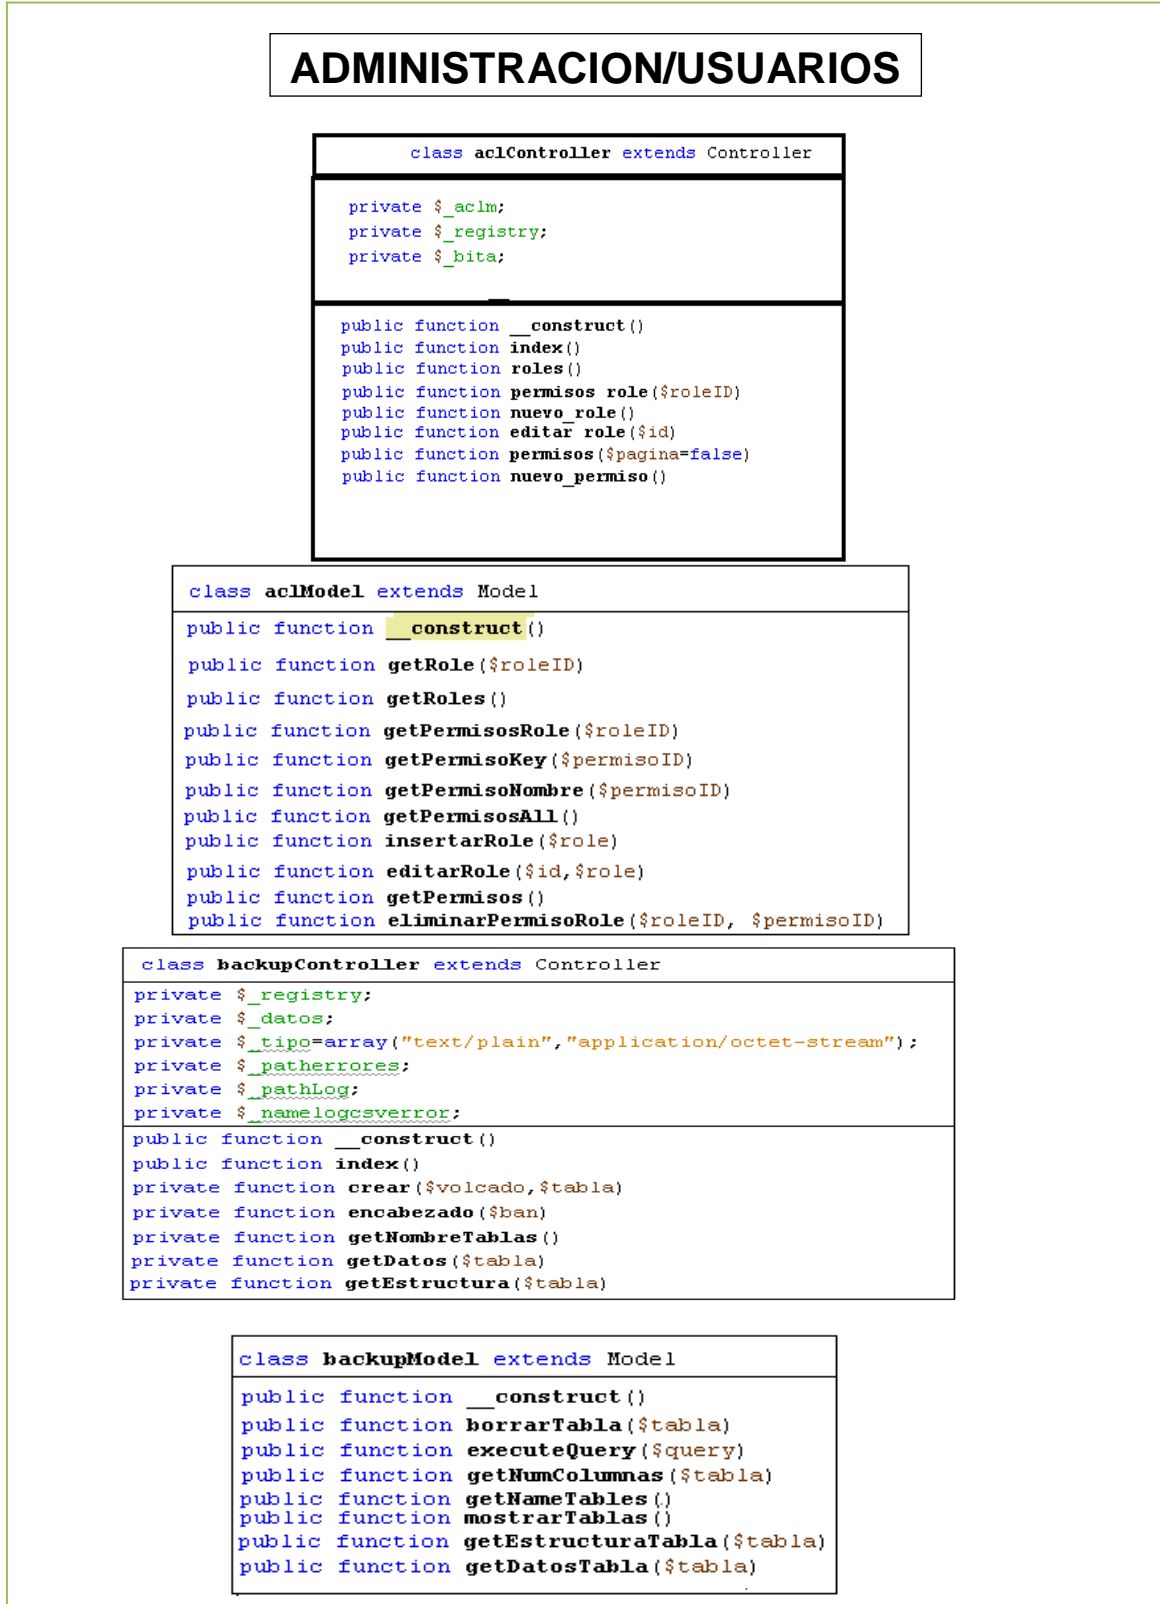 ADMINISTRACION/USUARIOS
class aclController extends Controller
private $_aclm;
private $_registry;
private $_bita;
public function __construct()
public function index()
public function roles()
public function permisos role($roleID)
public function nuevo_role()
public function editar role($id)
public function permisos($pagina=false)
public function nuevo_permiso()
class aclModel extends Model
public function __construct()
public function getRole($roleID)
public function getRoles()
public function getPermisosRole($roleID)
public function getPermisoKey($permisoID)
public function getPermisoNombre($permisoID)
public function getPermisosAll()
public function insertarRole($role)
public function editarRole($id,$role)
public function getPermisos()
public function eliminarPermisoRole($roleID, $permisoID)
class backupController extends Controller
private $_registry;
private $_datos;
private $_tipo=array("text/plain","application/octet-stream");
private $_patherrores;
private $_pathLog;
private $_namelogcsverror;
public function __construct()
public function index()
private function crear($volcado,$tabla)
private function encabezado($ban)
private function getNombreTablas()
private function getDatos($tabla)
private function getEstructura($tabla)
class backupModel extends Model
public function __construct()
public function borrarTabla($tabla)
public function executeQuery($query)
public function getNumColumnas($tabla)
public function getNameTables()
public function mostrarTablas()
public function getEstructuraTabla($tabla)
public function getDatosTabla($tabla)